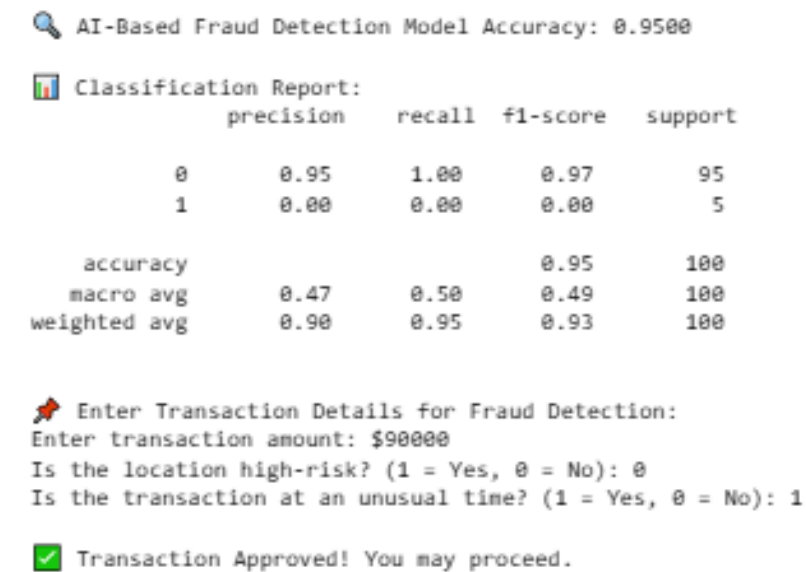 🔍 AI-Based Fraud Detection Model Accuracy: 0.9500
📊 Classification Report:
precision recall f1-score support
0 0.95 1.00 0.97 95
1 0.00 0.00 0.00 5
accuracy 0.95 100
macro avg 0.47 0.50 0.49 100
weighted avg 0.90 0.95 0.93 100
📌 Enter Transaction Details for Fraud Detection:
Enter transaction amount: $90000
Is the location high-risk? (1 = Yes, 0 = No): 0
Is the transaction at an unusual time? (1 = Yes, 0 = No): 1
✅ Transaction Approved! You may proceed.